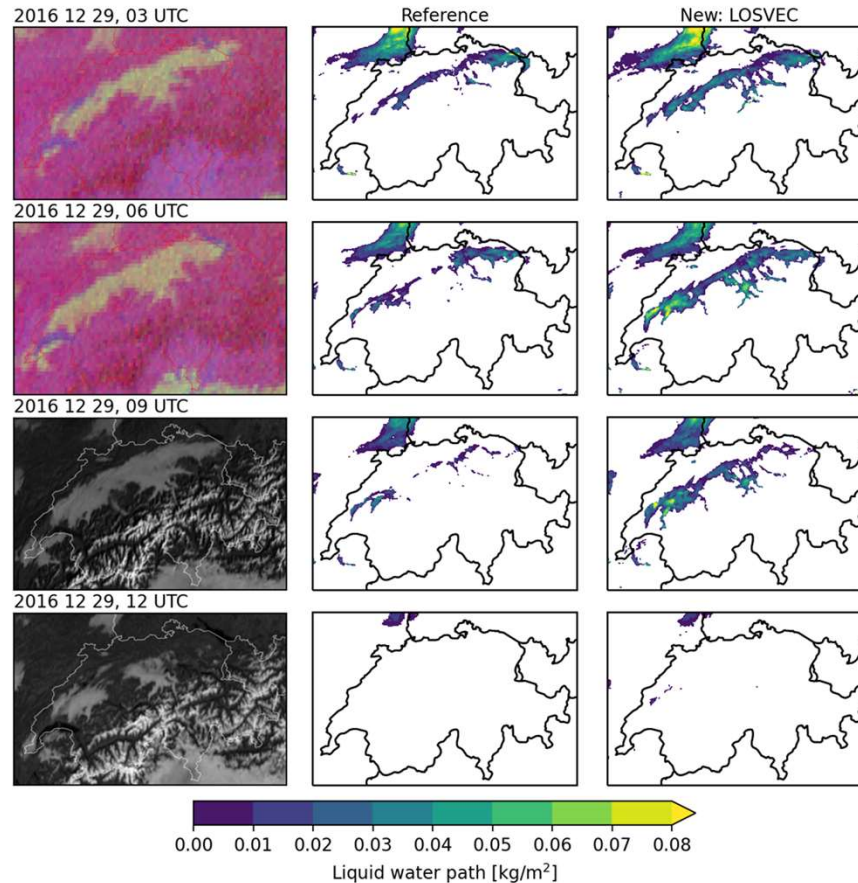 2016 12 29, 03 UTC
Reference
New: LOSVEC
2016 12 29, 06 UTC
2016 12 29, 09 UTC
2016 12 29, 12 UTC
0.00 0.01 0.02 0.03 0.04 0.05 0.06 0.07 0.08
Liquid water path [kg/m²]